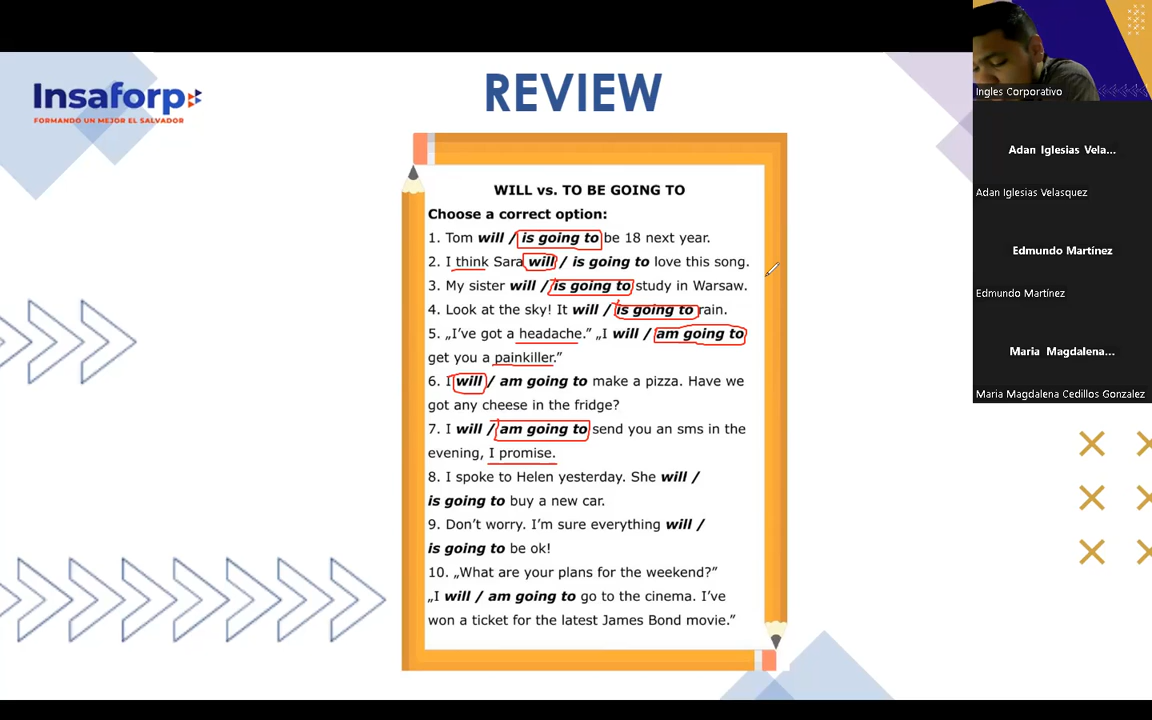 Insaforp
FORMANDO UN MEJOR EL SALVADOR
REVIEW
WILL vs. TO BE GOING TO
Choose a correct option:
1. Tom will / is going to be 18 next year.
2. I think Sara will / is going to love this song.
3. My sister will / is going to study in Warsaw.
4. Look at the sky! It will / is going to rain.
5. „I've got a headache.” „I will / am going to
get you a painkiller.”
6. I will / am going to make a pizza. Have we
got any cheese in the fridge?
7. I will / am going to send you an sms in the
evening, I promise.
8. I spoke to Helen yesterday. She will /
is going to buy a new car.
9. Don't worry. I'm sure everything will /
is going to be ok!
10. „What are your plans for the weekend?”
„I will / am going to go to the cinema. I've
won a ticket for the latest James Bond movie.”
Ingles Corporativo
Adan Iglesias Vela...
Adan Iglesias Velasquez
Edmundo Martínez
Edmundo Martínez
Maria Magdalena...
Maria Magdalena Cedillos Gonzalez